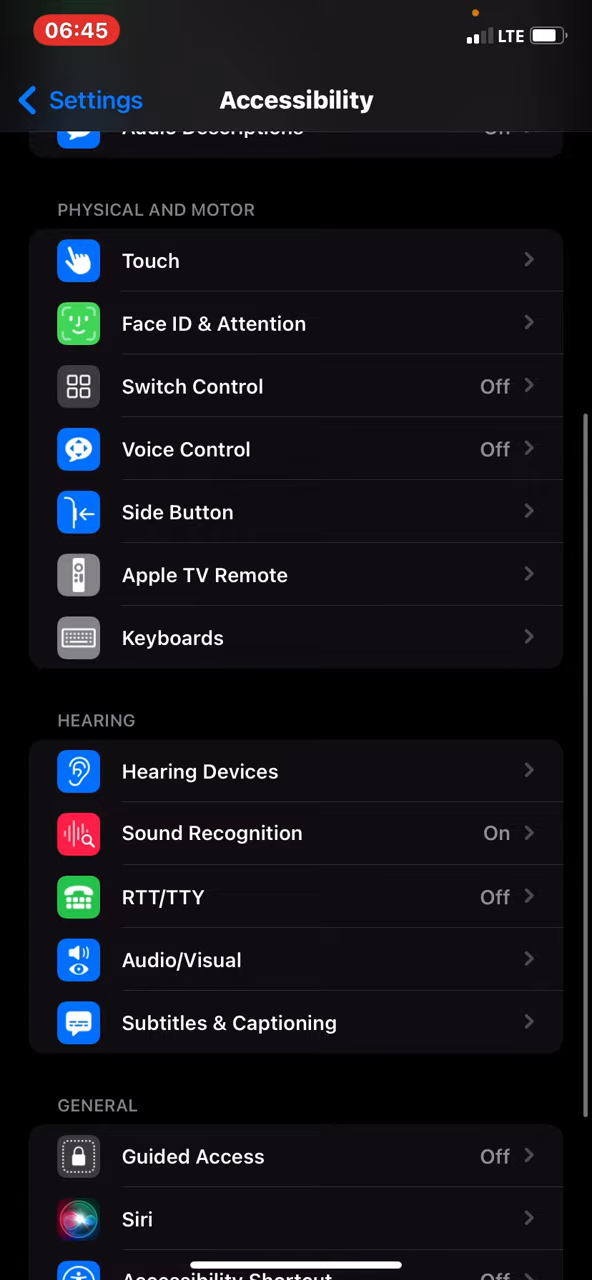 06:45
LTE
Settings
Accessibility
Audio Descriptions
PHYSICAL AND MOTOR
Touch
Face ID & Attention
Switch Control Off
Voice Control Off
Side Button
Apple TV Remote
Keyboards
HEARING
Hearing Devices
Sound Recognition On
RTT/TTY Off
Audio/Visual
Subtitles & Captioning
GENERAL
Guided Access Off
Siri
Accessibility Shortcut Off